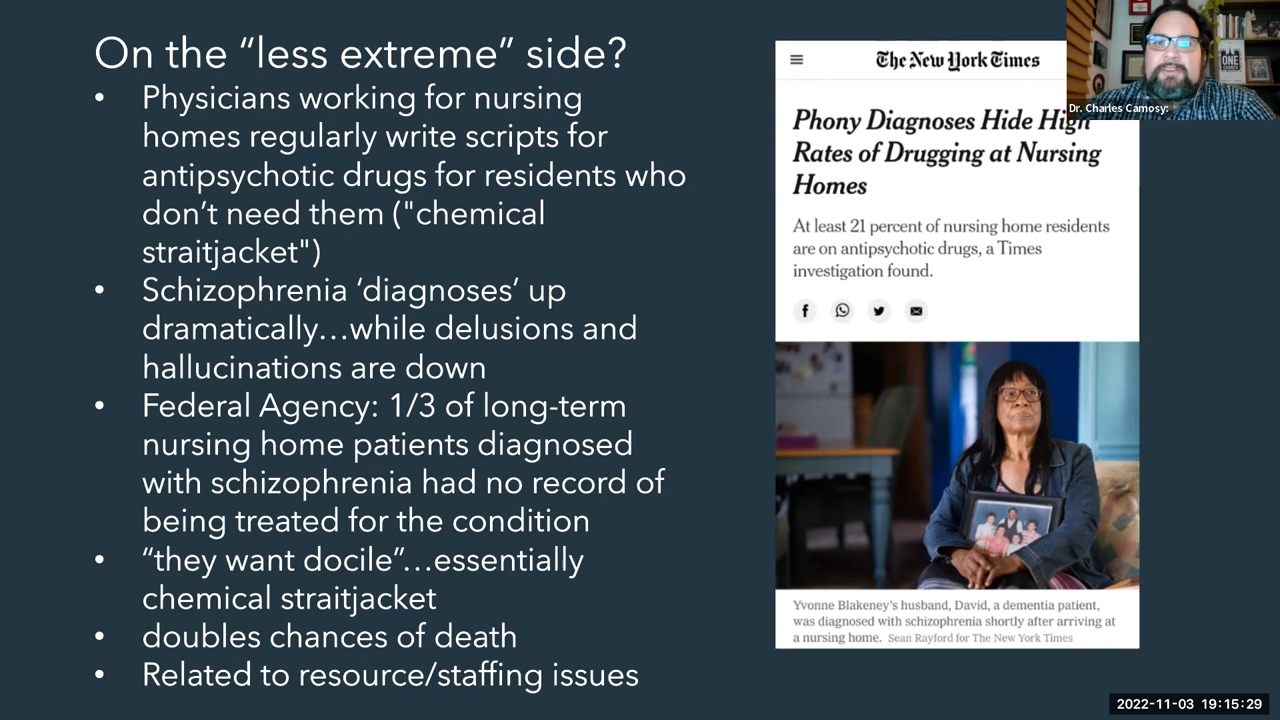 On the “less extreme” side?
• Physicians working for nursing
homes regularly write scripts for
antipsychotic drugs for residents who
don’t need them ("chemical
straitjacket")
• Schizophrenia ‘diagnoses’ up
dramatically…while delusions and
hallucinations are down
• Federal Agency: 1/3 of long-term
nursing home patients diagnosed
with schizophrenia had no record of
being treated for the condition
• “they want docile”…essentially
chemical straitjacket
• doubles chances of death
• Related to resource/staffing issues
The New York Times
Phony Diagnoses Hide High
Rates of Drugging at Nursing
Homes
At least 21 percent of nursing home residents
are on antipsychotic drugs, a Times
investigation found.
Yvonne Blakeney’s husband, David, a dementia patient,
was diagnosed with schizophrenia shortly after arriving at
a nursing home. Sean Rayford for The New York Times
ONE
Dr. Charles Camosy:
2022-11-03 19:15:29